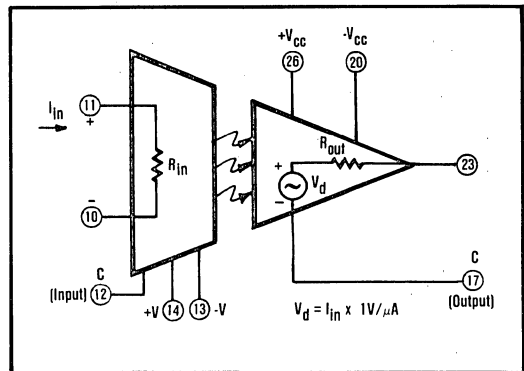 +Vcc
-Vcc
26
20
Iin
11
+
Rin
Rout
+
Vd
-
23
-
10
C
(Input)
12
+V
14
13
-V
C
17
(Output)
Vd = Iin x 1V/μA